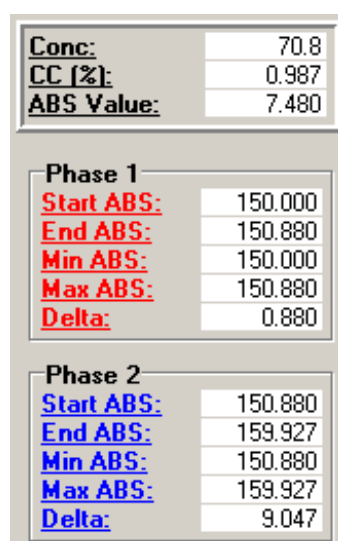 Conc: 70.8
CC (%): 0.987
ABS Value: 7.480
Phase 1
Start ABS: 150.000
End ABS: 150.880
Min ABS: 150.000
Max ABS: 150.880
Delta: 0.880
Phase 2
Start ABS: 150.880
End ABS: 159.927
Min ABS: 150.880
Max ABS: 159.927
Delta: 9.047